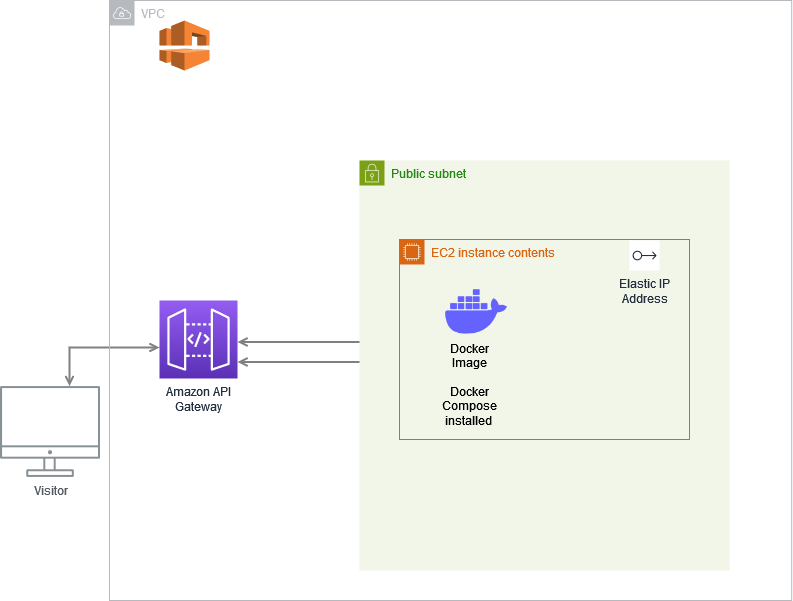 VPC
Public subnet
EC2 instance contents
Elastic IP
Address
Docker
Image
Docker
Compose
installed
</>
Amazon API
Gateway
Visitor